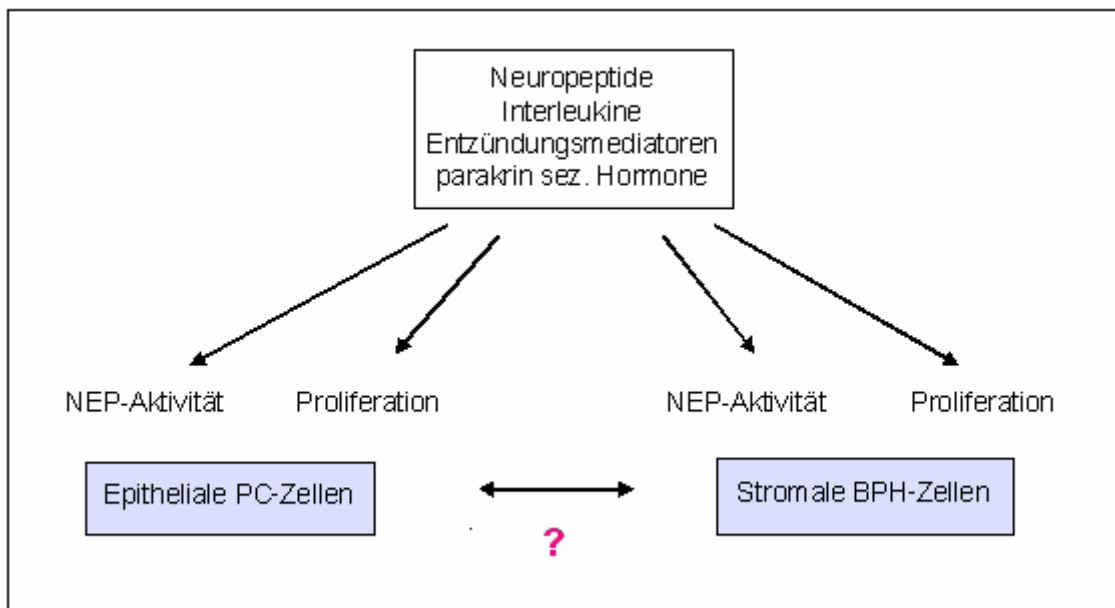 Neuropeptide
Interleukine
Entzündungsmediatoren
parakrin sez. Hormone
NEP-Aktivität Proliferation NEP-Aktivität Proliferation
Epitheliale PC-Zellen Stromale BPH-Zellen
?